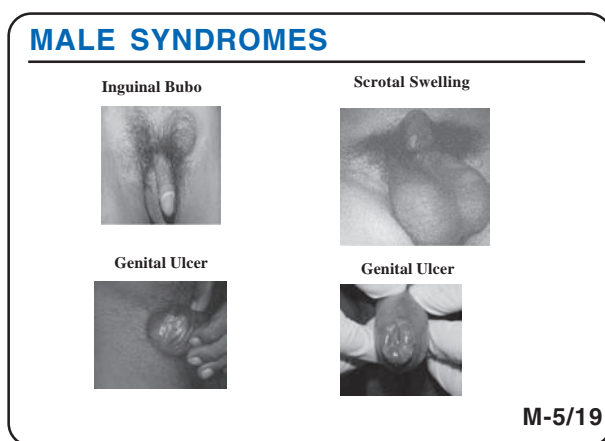 MALE SYNDROMES
Inguinal Bubo
Scrotal Swelling
Genital Ulcer
Genital Ulcer
M-5/19